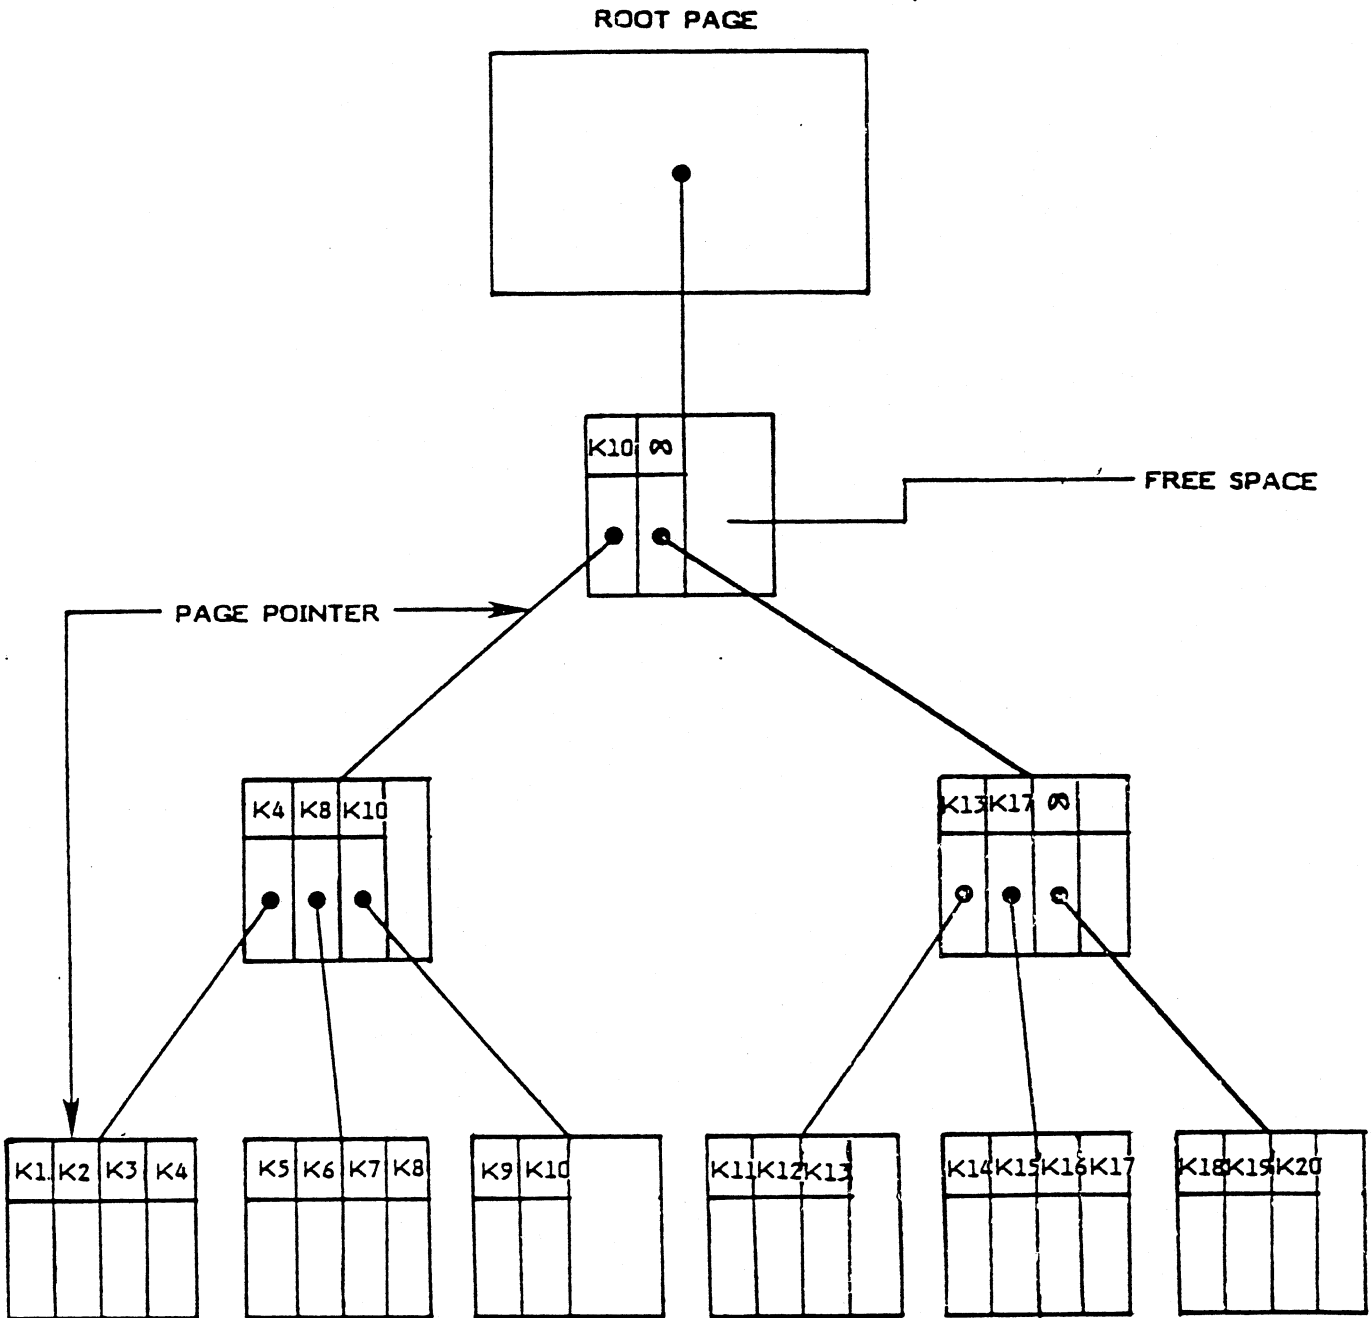 ROOT PAGE
K10 ∞
FREE SPACE
PAGE POINTER
K4 K8 K10
K13 K17 ∞
K1 K2 K3 K4
K5 K6 K7 K8
K9 K10
K11 K12 K13
K14 K15 K16 K17
K18 K19 K20